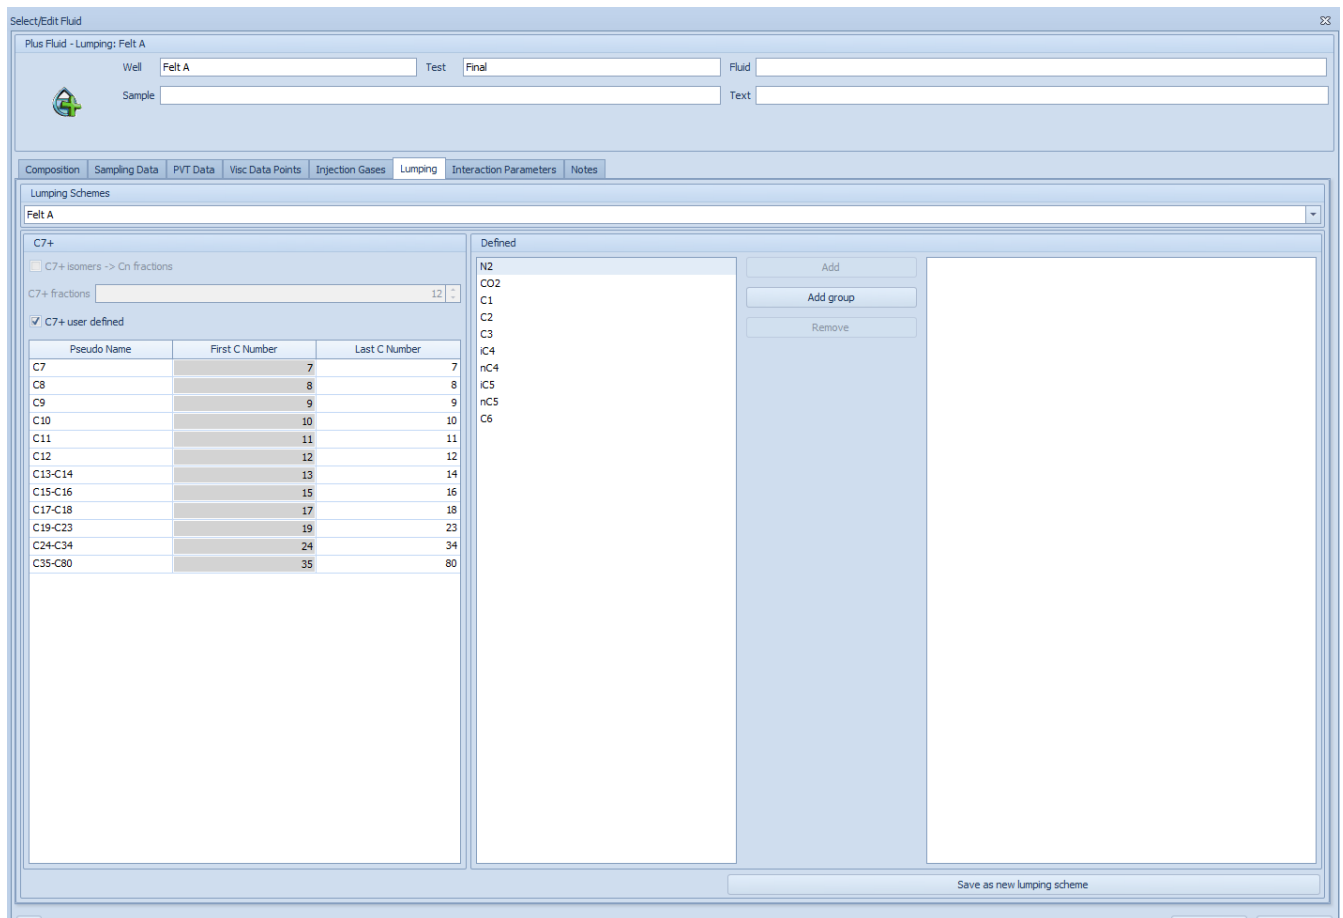 Select/Edit Fluid
Plus Fluid - Lumping: Felt A
Well Felt A Test Final Fluid
Sample Text
Composition Sampling Data PVT Data Visc Data Points Injection Gases Lumping Interaction Parameters Notes
Lumping Schemes
Felt A
C7+
C7+ isomers -> Cn fractions
C7+ fractions 12
C7+ user defined
Pseudo Name First C Number Last C Number
C7 7 7
C8 8 8
C9 9 9
C10 10 10
C11 11 11
C12 12 12
C13-C14 13 14
C15-C16 15 16
C17-C18 17 18
C19-C23 19 23
C24-C34 24 34
C35-C80 35 80
Defined
N2
CO2
C1
C2
C3
iC4
nC4
iC5
nC5
C6
Add
Add group
Remove
Save as new lumping scheme